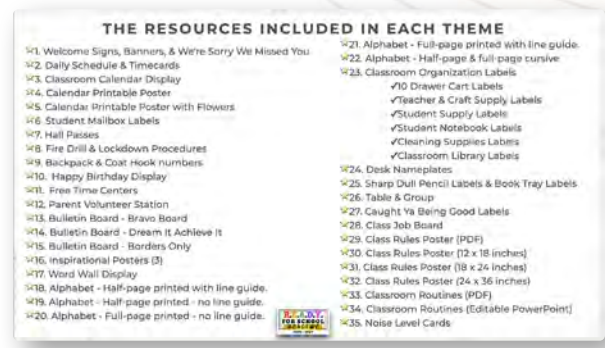 THE RESOURCES INCLUDED IN EACH THEME
1. Welcome Signs, Banners, & We're Sorry We Missed You
2. Daily Schedule & Timecards
3. Classroom Calendar Display
4. Calendar Printable Poster
5. Calendar Printable Poster with Flowers
6. Student Mailbox Labels
7. Hall Passes
8. Fire Drill & Lockdown Procedures
9. Backpack & Coat Hook numbers
10. Happy Birthday Display
11. Free Time Centers
12. Parent Volunteer Station
13. Bulletin Board - Bravo Board
14. Bulletin Board - Dream It Achieve It
15. Bulletin Board - Borders Only
16. Inspirational Posters (3)
17. Word Wall Display
18. Alphabet - Half-page printed with line guide.
19. Alphabet - Half-page printed - no line guide.
20. Alphabet - Full-page printed - no line guide.
21. Alphabet - Full-page printed with line guide.
22. Alphabet - Half-page & full-page cursive
23. Classroom Organization Labels
✓10 Drawer Cart Labels
✓Teacher & Craft Supply Labels
✓Student Supply Labels
✓Student Notebook Labels
✓Cleaning Supplies Labels
✓Classroom Library Labels
24. Desk Nameplates
25. Sharp Dull Pencil Labels & Book Tray Labels
26. Table & Group
27. Caught Ya Being Good Labels
28. Class Job Board
29. Class Rules Poster (PDF)
30. Class Rules Poster (12 x 18 inches)
31. Class Rules Poster (18 x 24 inches)
32. Class Rules Poster (24 x 36 inches)
33. Classroom Routines (PDF)
34. Classroom Routines (Editable PowerPoint)
35. Noise Level Cards
R.E.A.D.Y.
FOR SCHOOL
ACADEMY